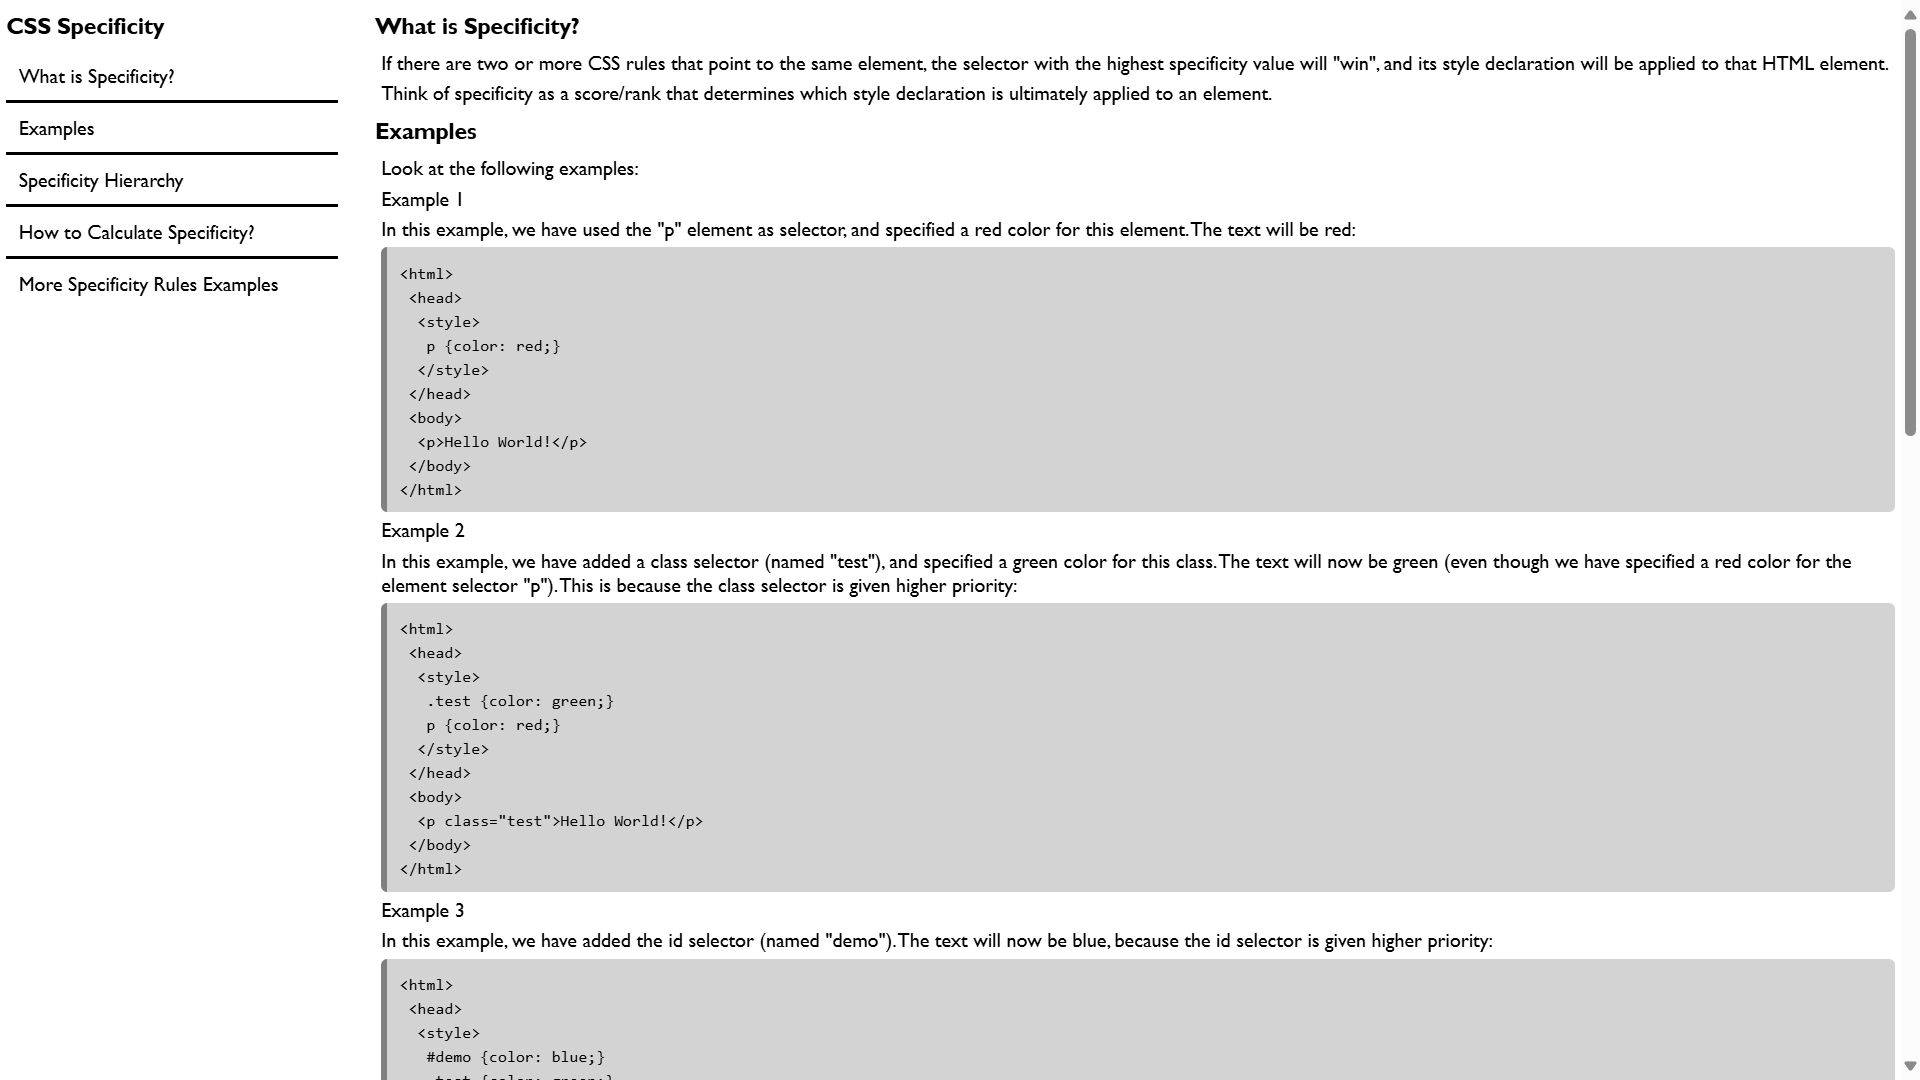 CSS Specificity
What is Specificity?
Examples
Specificity Hierarchy
How to Calculate Specificity?
More Specificity Rules Examples
What is Specificity?
If there are two or more CSS rules that point to the same element, the selector with the highest specificity value will "win", and its style declaration will be applied to that HTML element.
Think of specificity as a score/rank that determines which style declaration is ultimately applied to an element.
Examples
Look at the following examples:
Example 1
In this example, we have used the "p" element as selector, and specified a red color for this element. The text will be red:
<html>
 <head>
  <style>
   p {color: red;}
  </style>
 </head>
 <body>
  <p>Hello World!</p>
 </body>
</html>
Example 2
In this example, we have added a class selector (named "test"), and specified a green color for this class. The text will now be green (even though we have specified a red color for the
element selector "p"). This is because the class selector is given higher priority:
<html>
 <head>
  <style>
   .test {color: green;}
   p {color: red;}
  </style>
 </head>
 <body>
  <p class="test">Hello World!</p>
 </body>
</html>
Example 3
In this example, we have added the id selector (named "demo"). The text will now be blue, because the id selector is given higher priority:
<html>
 <head>
  <style>
   #demo {color: blue;}
   .test {color: green;}